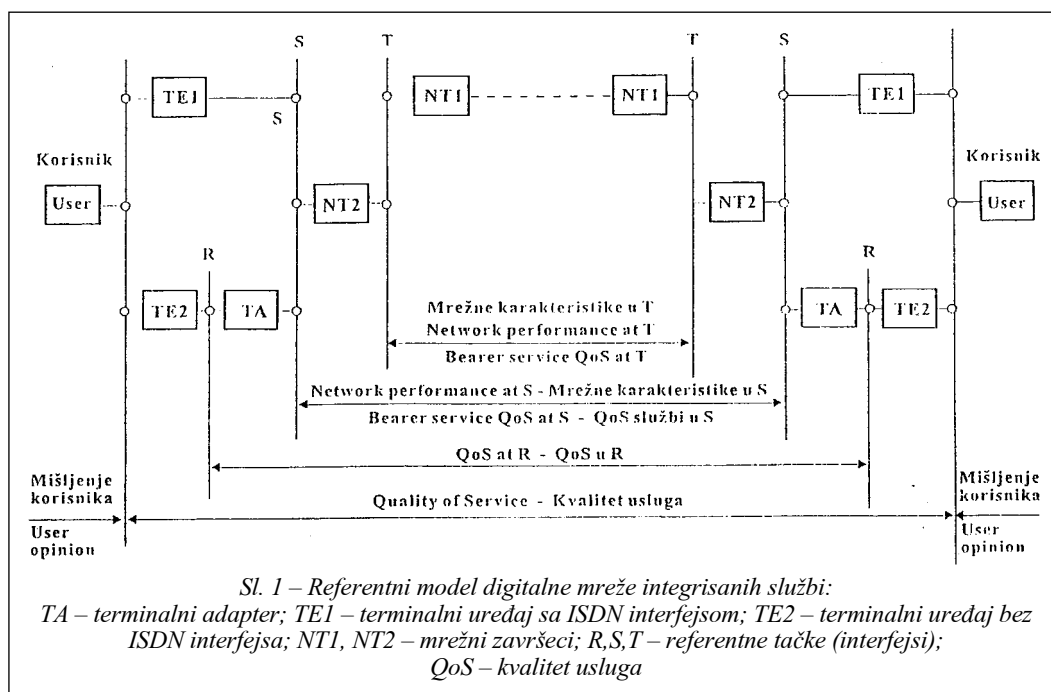 S T T S
TE1 NT1 NT1 TE1
S
Korisnik Korisnik
User NT2 NT2 User
R R
TE2 TA TA TE2
Mrežne karakteristike u T
Network performance at T
Bearer service QoS at T
Network performance at S - Mrežne karakteristike u S
Bearer service QoS at S - QoS službi u S
QoS at R - QoS u R
Mišljenje Mišljenje
korisnika Quality of Service - Kvalitet usluga korisnika
User User
opinion opinion
Sl. 1 – Referentni model digitalne mreže integrisanih službi:
TA – terminalni adapter; TE1 – terminalni uređaj sa ISDN interfejsom; TE2 – terminalni uređaj bez
ISDN interfejsa; NT1, NT2 – mrežni završeci; R,S,T – referentne tačke (interfejsi);
QoS – kvalitet usluga